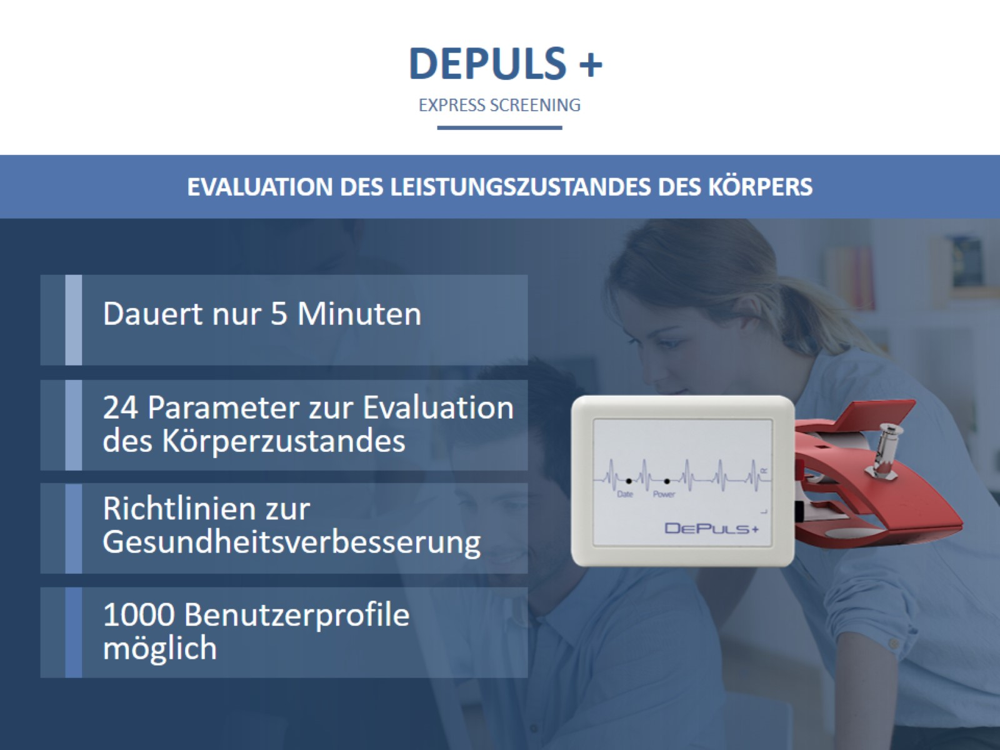 DEPULS +
EXPRESS SCREENING
EVALUATION DES LEISTUNGSZUSTANDES DES KÖRPERS
Dauert nur 5 Minuten
24 Parameter zur Evaluation
des Körperzustandes
Richtlinien zur
Gesundheitsverbesserung
1000 Benutzerprofile
möglich
R
Date Power
L
DEPULS+